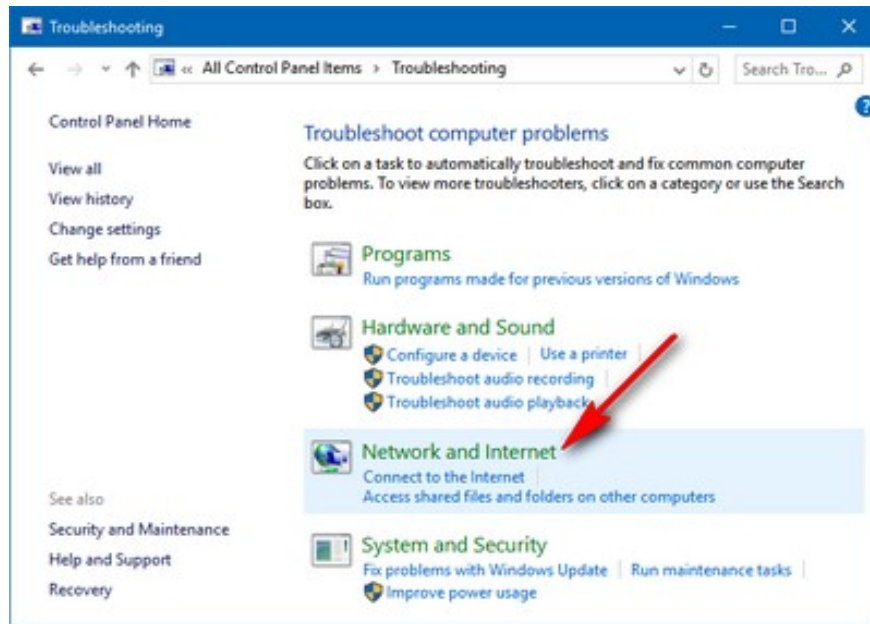 Troubleshooting
« All Control Panel Items › Troubleshooting
Search Tro...
?
Control Panel Home
View all
View history
Change settings
Get help from a friend
Troubleshoot computer problems
Click on a task to automatically troubleshoot and fix common computer
problems. To view more troubleshooters, click on a category or use the Search
box.
Programs
Run programs made for previous versions of Windows
Hardware and Sound
Configure a device | Use a printer |
Troubleshoot audio recording |
Troubleshoot audio playback
Network and Internet
Connect to the Internet |
Access shared files and folders on other computers
System and Security
Fix problems with Windows Update | Run maintenance tasks |
Improve power usage
See also
Security and Maintenance
Help and Support
Recovery